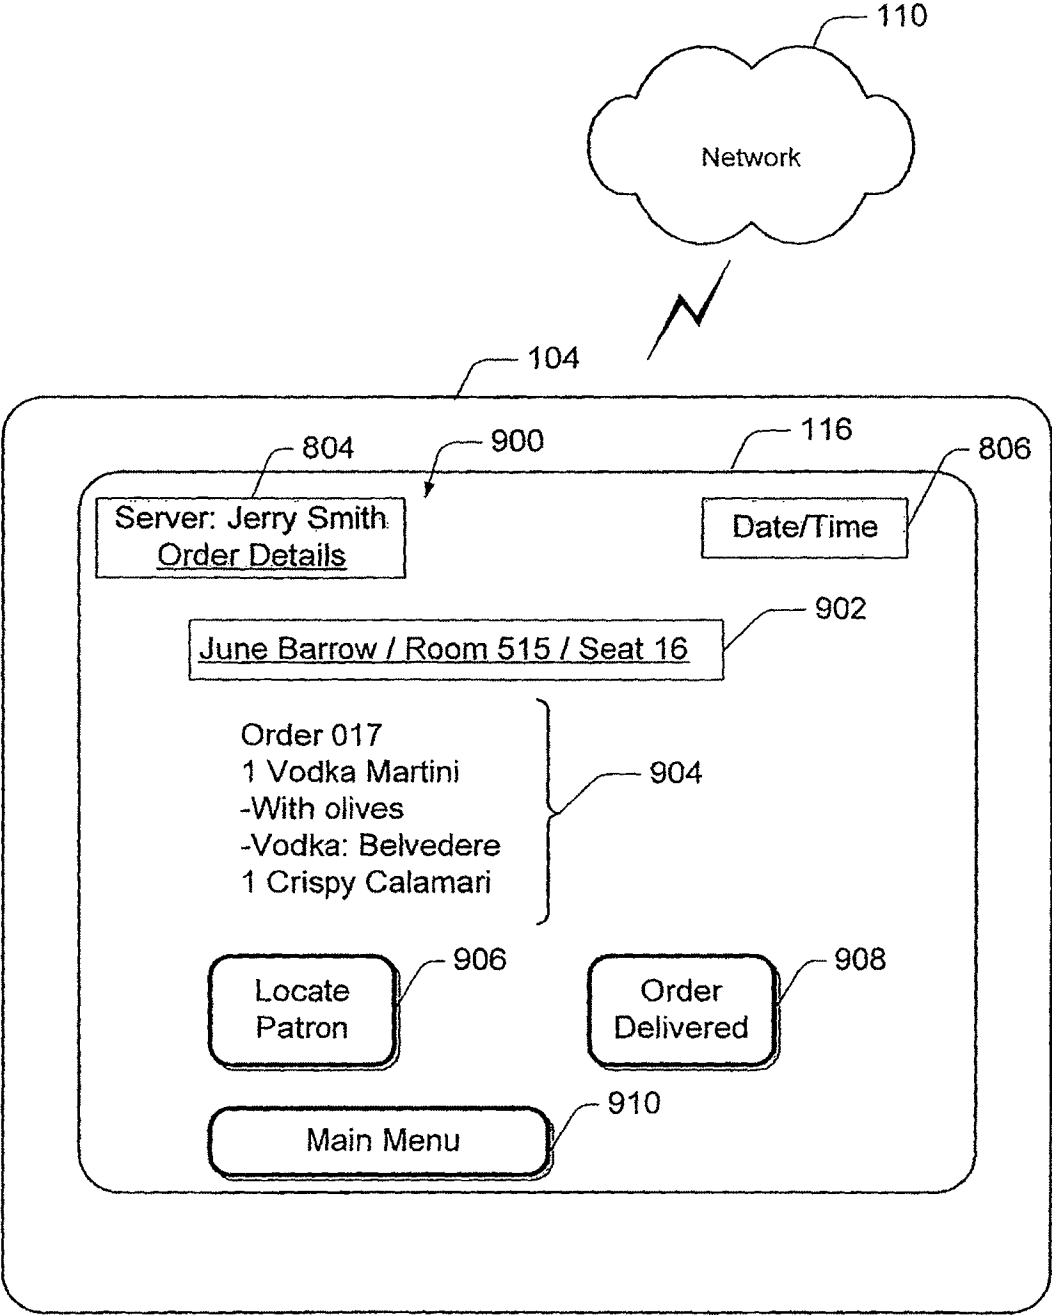 110
Network
104
804
900
116
806
Server: Jerry Smith
Order Details
Date/Time
902
June Barrow / Room 515 / Seat 16
Order 017
1 Vodka Martini
-With olives
-Vodka: Belvedere
1 Crispy Calamari
904
906
908
Locate
Patron
Order
Delivered
910
Main Menu